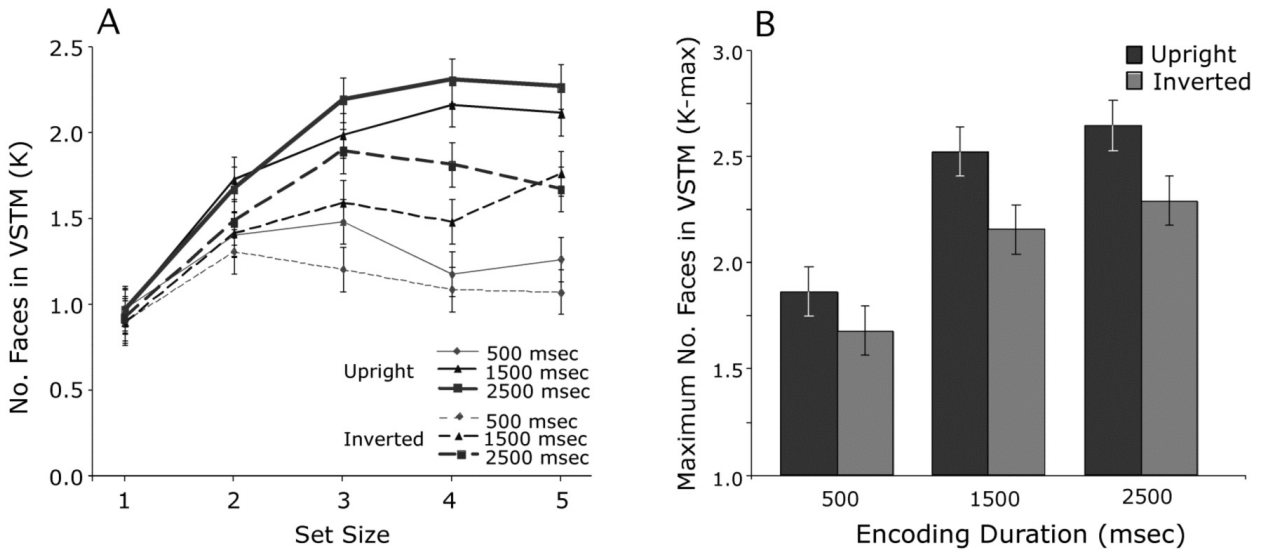 A
No. Faces in VSTM (K)
2.5
2.0
1.5
1.0
0.5
0.0
1 2 3 4 5
Set Size
Upright
500 msec
1500 msec
2500 msec
Inverted
500 msec
1500 msec
2500 msec
B
Maximum No. Faces in VSTM (K-max)
3.0
2.5
2.0
1.5
1.0
500 1500 2500
Encoding Duration (msec)
Upright
Inverted